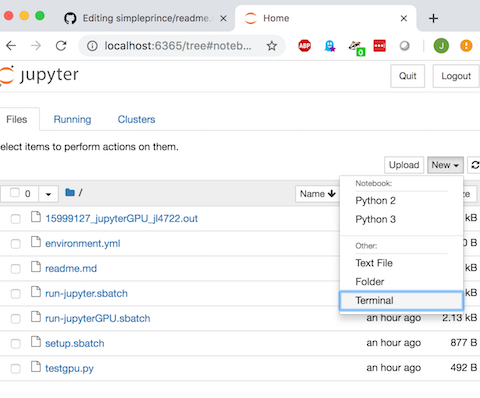 Editing simpleprince/readme.
Home
localhost:6365/tree#noteb...
ABP
0
J
jupyter
Quit
Logout
Files
Running
Clusters
elect items to perform actions on them.
Upload
New
0
/
Name
ze
Notebook:
Python 2
Python 3
Other:
Text File
Folder
Terminal
15999127_jupyterGPU_jl4722.out
kB
environment.yml
0 B
readme.md
kB
run-jupyter.sbatch
kB
run-jupyterGPU.sbatch
an hour ago
2.13 kB
setup.sbatch
an hour ago
877 B
testgpu.py
an hour ago
492 B